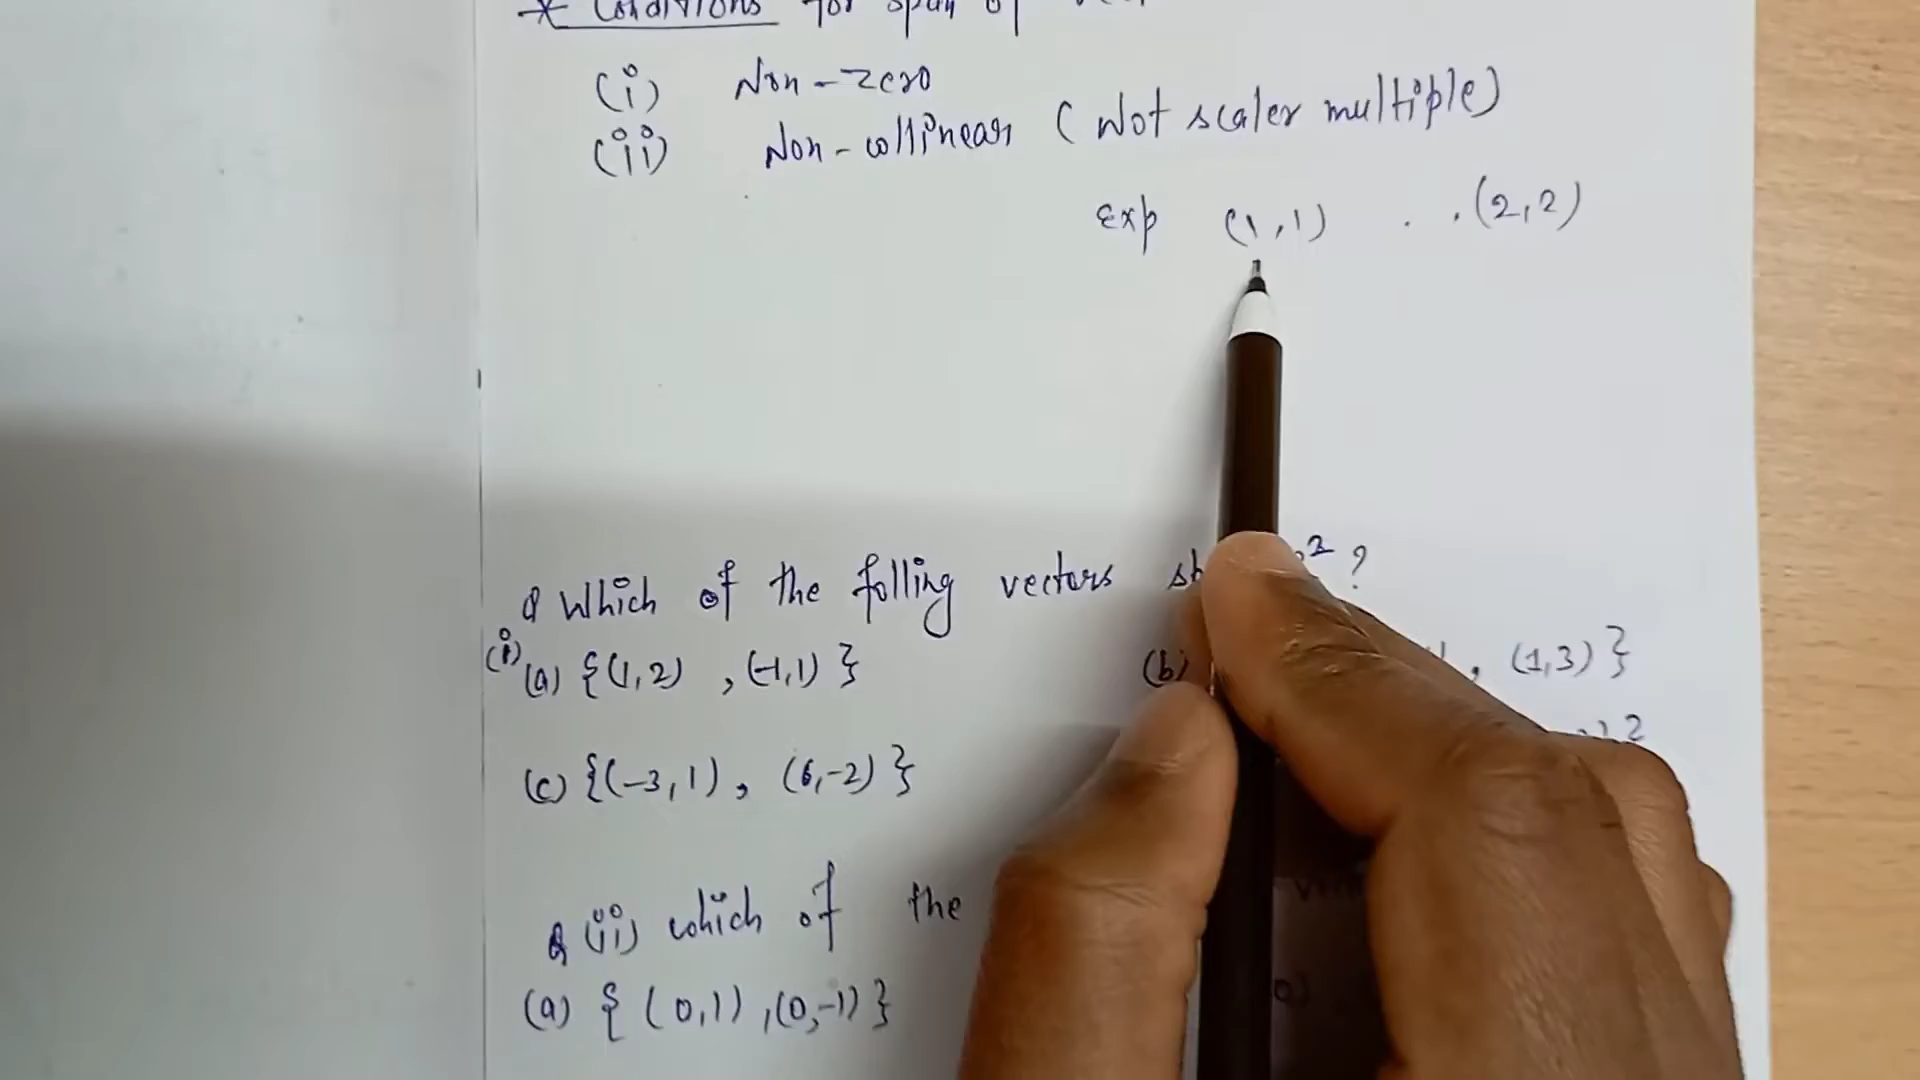 * Conditions for span of
(i) Non-zero
(ii) Non-collinear (Not scaler multiple)
Exp (1,1) . .(2,2)
Q Which of the folling vectors 2 ?
(i) (a) {(1,2) , (-1,1)} (b) , (1,3)}
(c) {(-3,1), (6,-2)}
Q (ii) which of the
(a) {(0,1),(0,-1)}